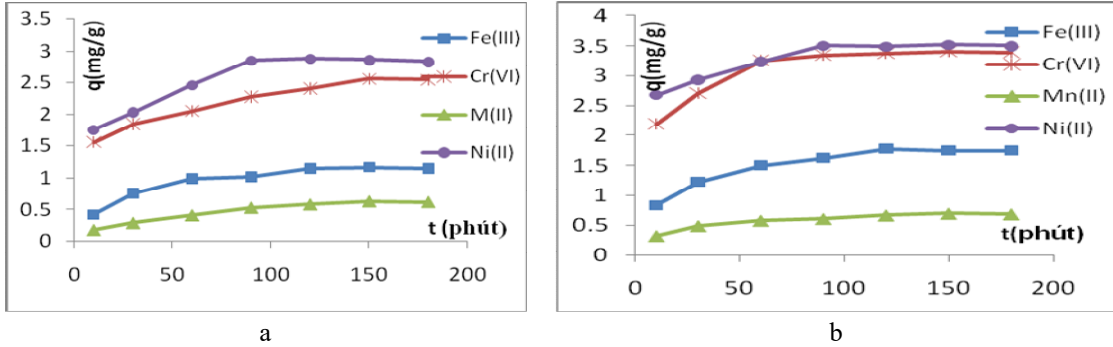 q(mg/g)
3.5
3
2.5
2
1.5
1
0.5
0
0
50
100
150
200
t (phút)
Fe(III)
Cr(VI)
M(II)
Ni(II)
a
q(mg/g)
4
3.5
3
2.5
2
1.5
1
0.5
0
0
50
100
150
200
t(phút)
Fe(III)
Cr(VI)
Mn(II)
Ni(II)
b